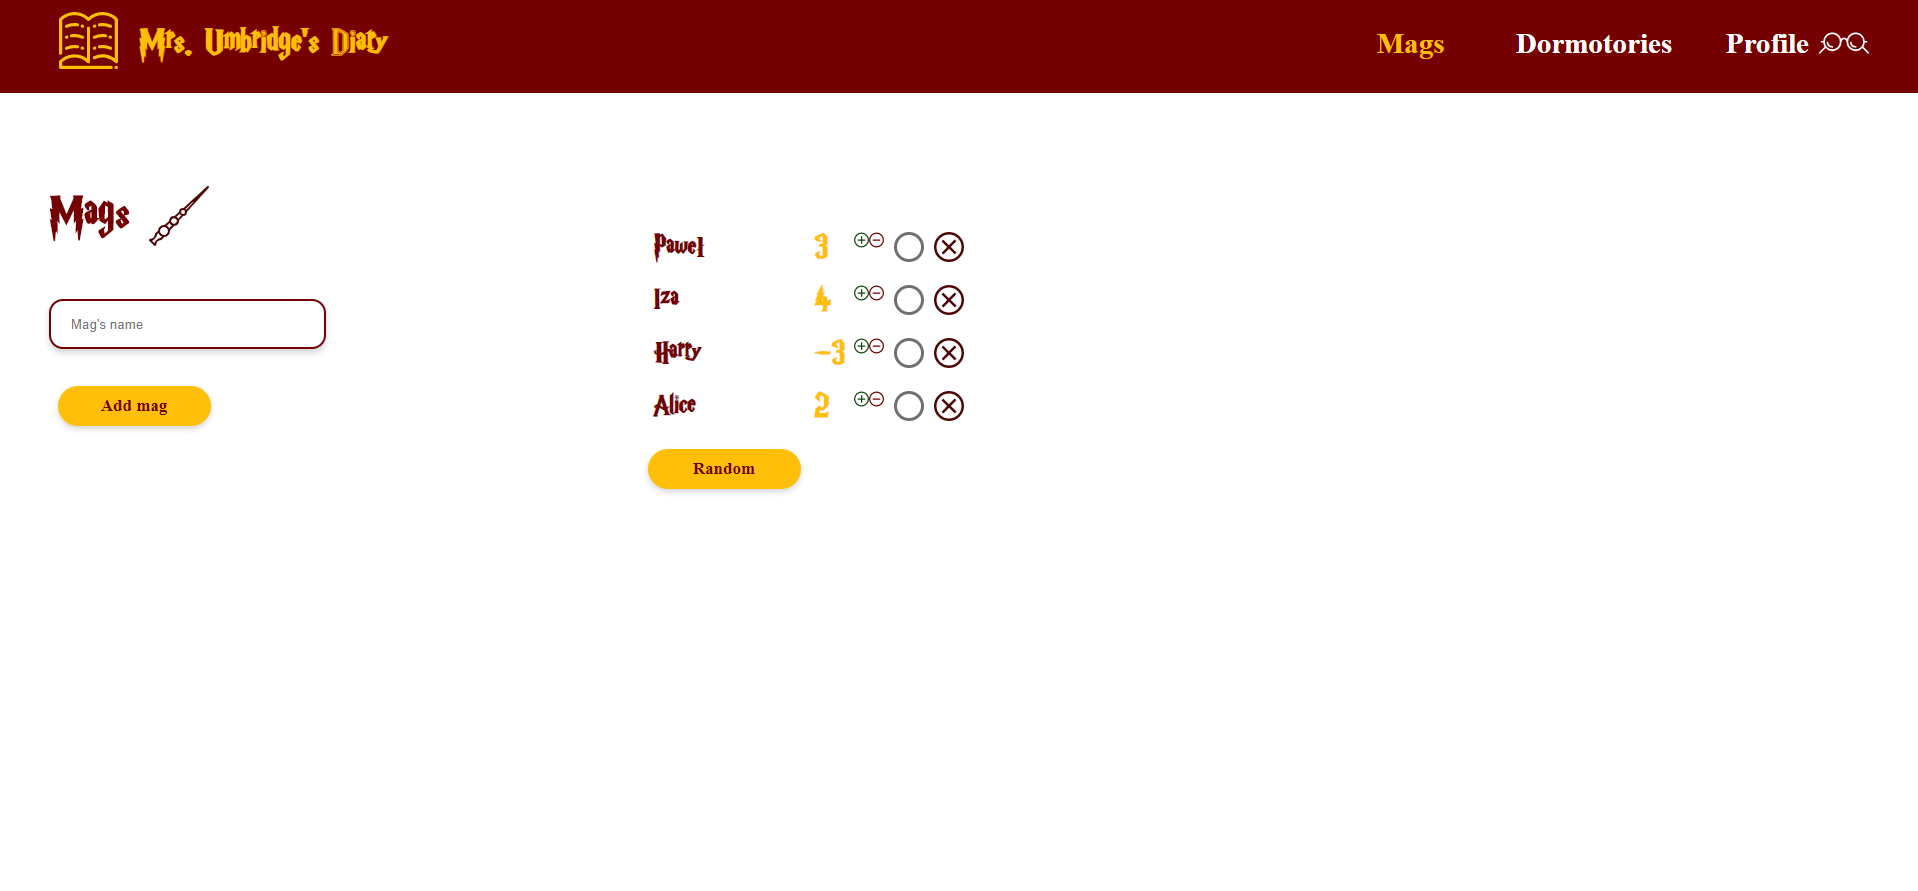 Mrs. Umbridge's Diary
Mags Dormotories Profile
Mags
Mag's name
Add mag
Paweł 3
Iza 4
Harry -3
Alice 2
Random